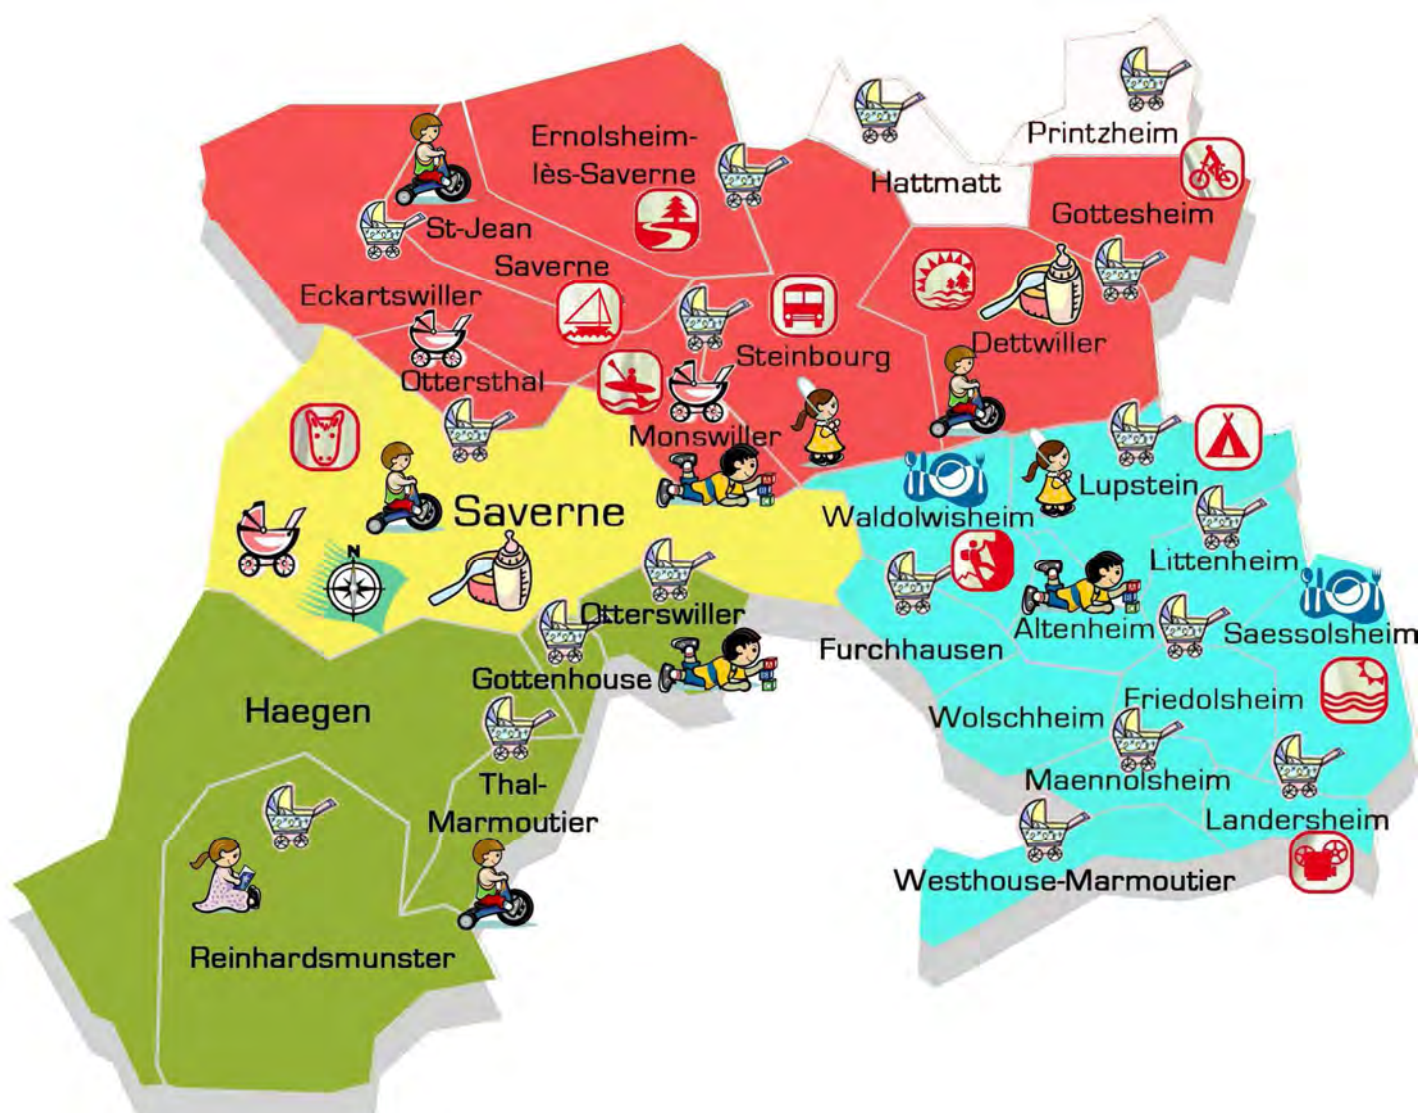 Printzheim
Ernolsheim-
lès-Saverne
Hattmatt
Gottesheim
St-Jean
Saverne
Eckartswiller
Dettwiller
Steinbourg
Ottersthal
Monswiller
Lupstein
Saverne
Waldolwisheim
N
Littenheim
Otterswiller
Altenheim
Saessolsheim
Furchhausen
Gottenhouse
Haegen
Friedolsheim
Wolschheim
Maennolsheim
Thal-
Marmoutier
Landersheim
Westhouse-Marmoutier
Reinhardsmunster